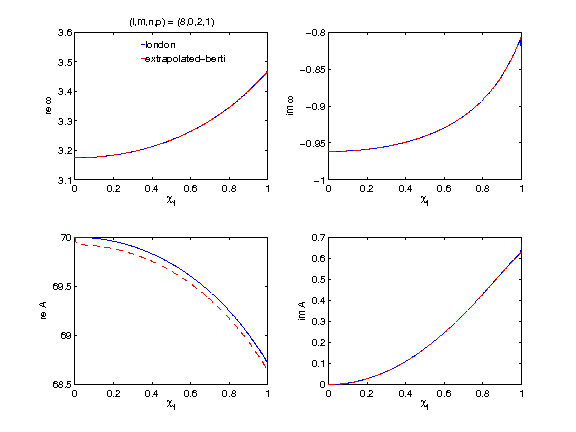 (l,m,n,p) = (8,0,2,1)
3.6
3.5
3.4
3.3
3.2
3.1
re ω
london
extrapolated-berti
0 0.2 0.4 0.6 0.8 1
χf
−0.8
−0.85
−0.9
−0.95
−1
im ω
0 0.2 0.4 0.6 0.8 1
χf
70
69.5
69
68.5
re A
0 0.2 0.4 0.6 0.8 1
χf
0.7
0.6
0.5
0.4
0.3
0.2
0.1
0
im A
0 0.2 0.4 0.6 0.8 1
χf